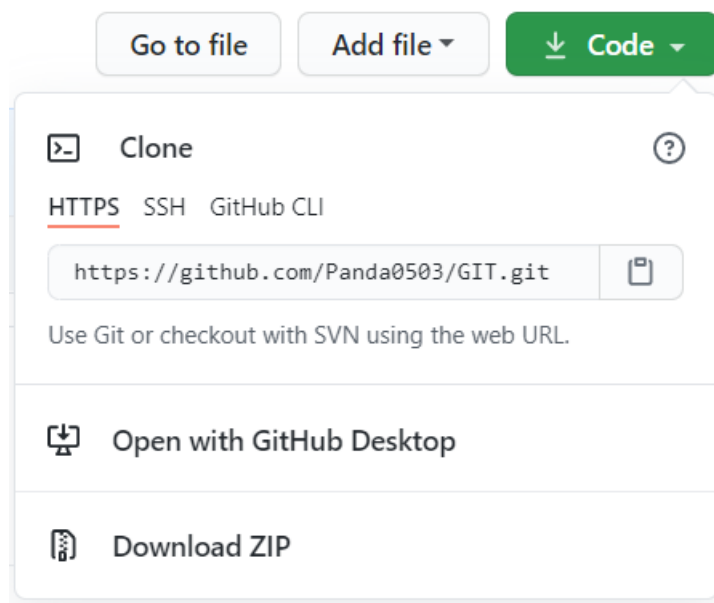 Go to file Add file Code
Clone
HTTPS SSH GitHub CLI
https://github.com/Panda0503/GIT.git
Use Git or checkout with SVN using the web URL.
Open with GitHub Desktop
Download ZIP